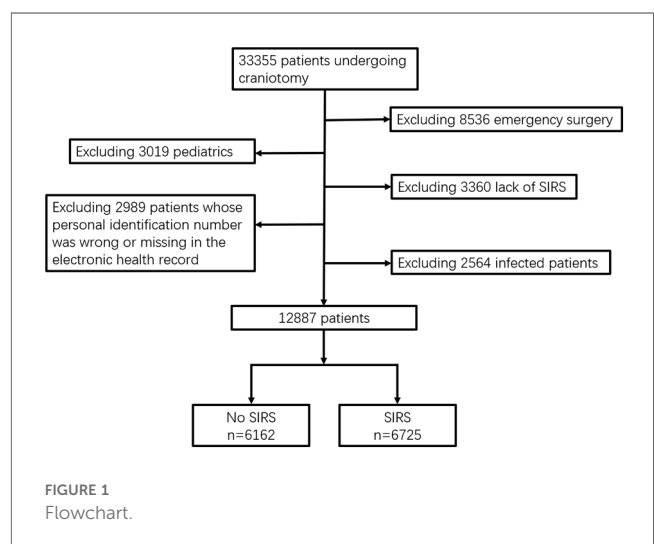 33355 patients undergoing
craniotomy
Excluding 8536 emergency surgery
Excluding 3019 pediatrics
Excluding 3360 lack of SIRS
Excluding 2989 patients whose
personal identification number
was wrong or missing in the
electronic health record
Excluding 2564 infected patients
12887 patients
No SIRS
n=6162
SIRS
n=6725
FIGURE 1
Flowchart.